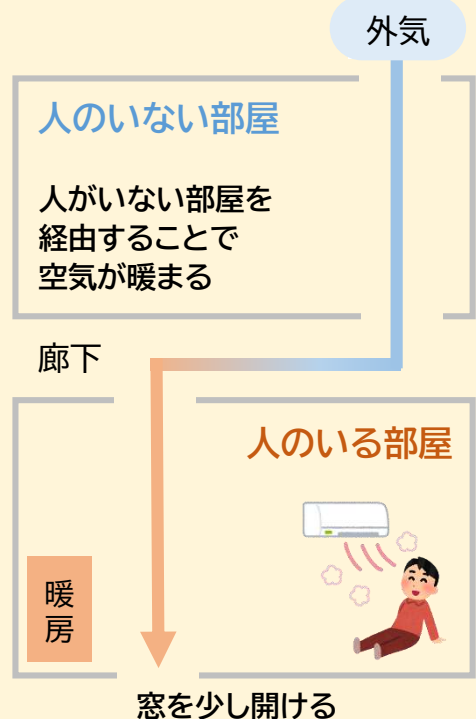 外気
人のいない部屋
人がいない部屋を
経由することで
空気が暖まる
廊下
人のいる部屋
暖
房
窓を少し開ける